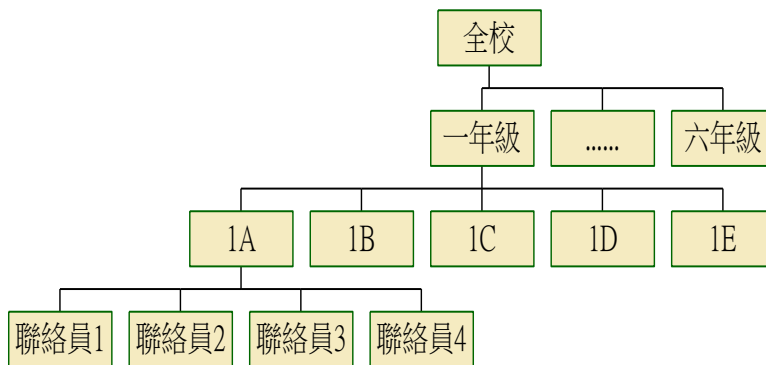 全校
一年級
......
六年級
1A
1B
1C
1D
1E
聯絡員1
聯絡員2
聯絡員3
聯絡員4